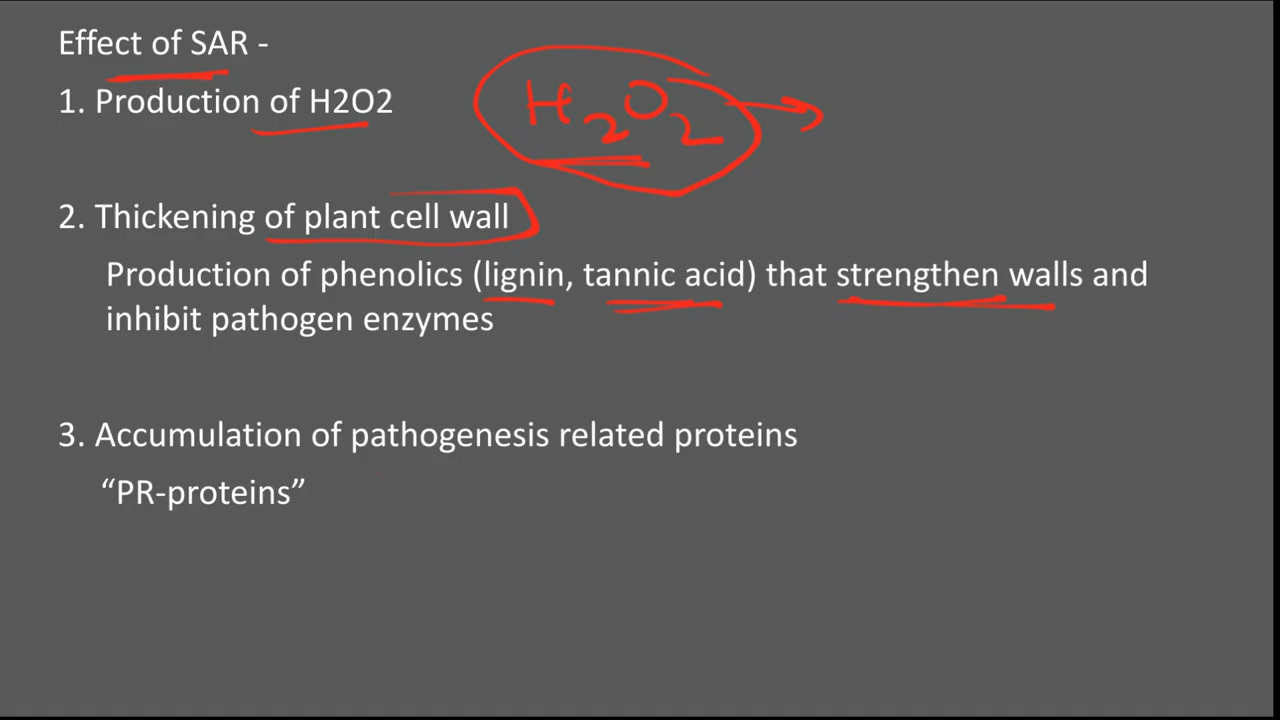 Effect of SAR -
1. Production of H2O2
H2O2
2. Thickening of plant cell wall
Production of phenolics (lignin, tannic acid) that strengthen walls and
inhibit pathogen enzymes
3. Accumulation of pathogenesis related proteins
“PR-proteins”